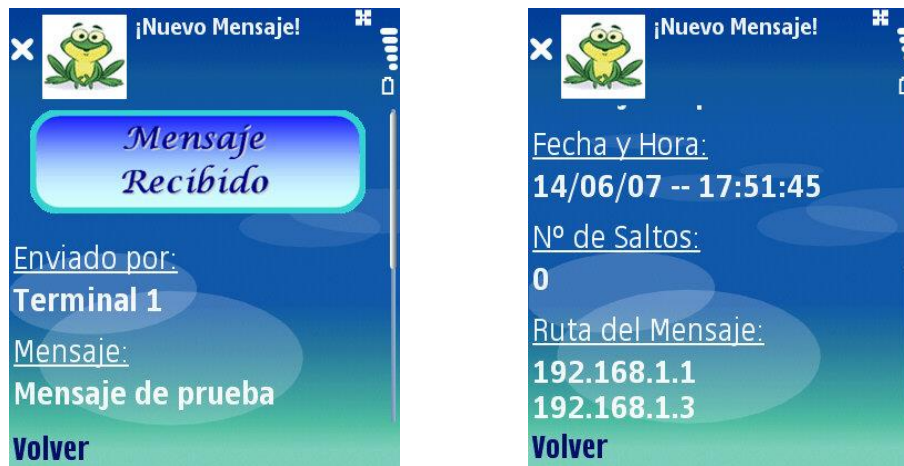 ¡Nuevo Mensaje!
Mensaje
Recibido
Enviado por:
Terminal 1
Mensaje:
Mensaje de prueba
Volver
¡Nuevo Mensaje!
Fecha y Hora:
14/06/07 -- 17:51:45
Nº de Saltos:
0
Ruta del Mensaje:
192.168.1.1
192.168.1.3
Volver